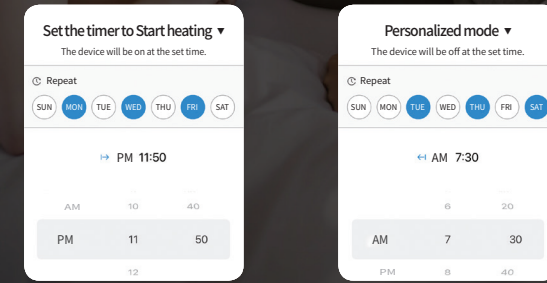 Set the timer to Start heating ▼
The device will be on at the set time.
Repeat
SUN MON TUE WED THU FRI SAT
PM 11:50
AM 10 40
PM 11 50
12
Personalized mode ▼
The device will be off at the set time.
Repeat
SUN MON TUE WED THU FRI SAT
AM 7:30
6 20
AM 7 30
PM 8 40